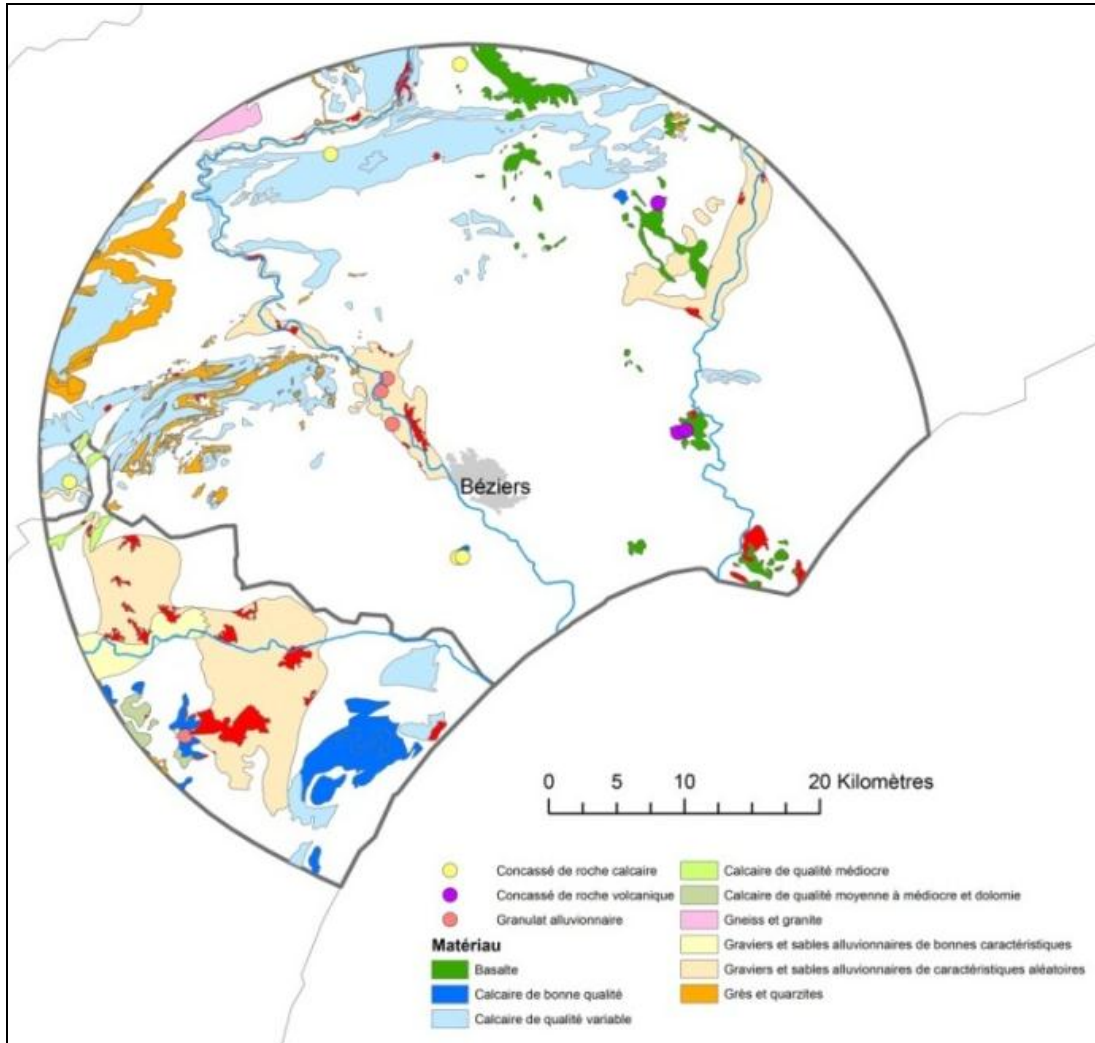 Béziers
0 5 10 20 Kilomètres
Concassé de roche calcaire
Concassé de roche volcanique
Granulat alluvionnaire
Matériau
Basalte
Calcaire de bonne qualité
Calcaire de qualité variable
Calcaire de qualité médiocre
Calcaire de qualité moyenne à médiocre et dolomie
Gneiss et granite
Graviers et sables alluvionnaires de bonnes caractéristiques
Graviers et sables alluvionnaires de caractéristiques aléatoires
Grès et quarzites